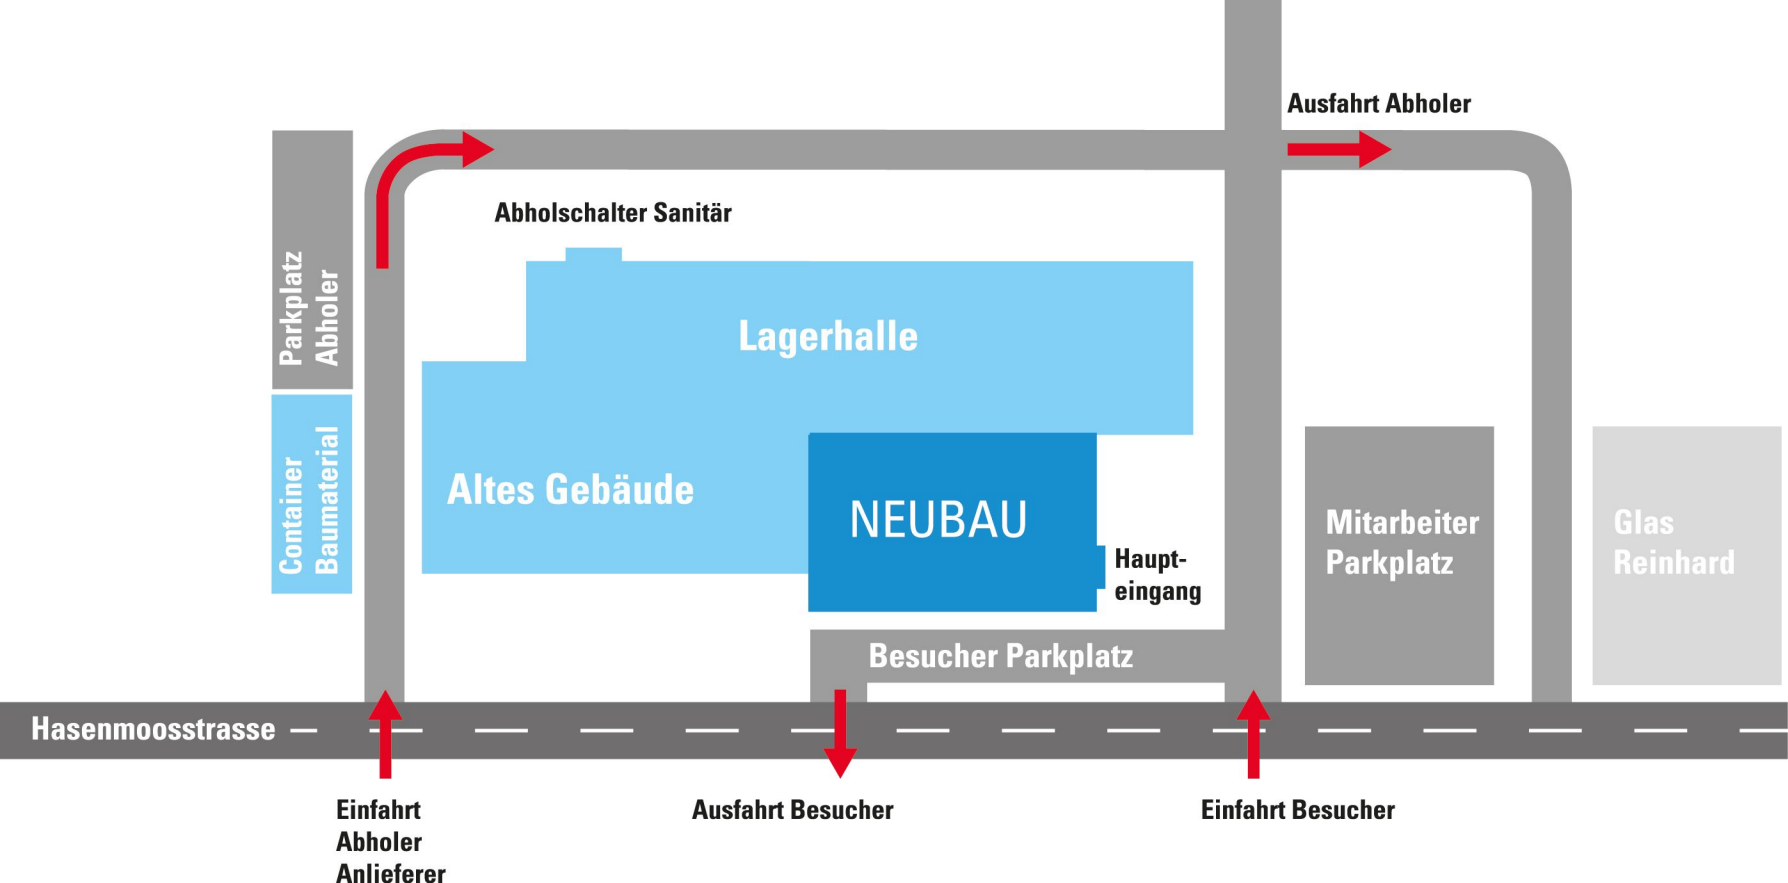 Ausfahrt Abholer
Abholschalter Sanitär
Parkplatz
Abholer
Lagerhalle
Container
Baumaterial
Altes Gebäude
NEUBAU
Haupt-
eingang
Mitarbeiter
Parkplatz
Glas
Reinhard
Besucher Parkplatz
Hasenmoosstrasse
Einfahrt
Abholer
Anlieferer
Ausfahrt Besucher
Einfahrt Besucher